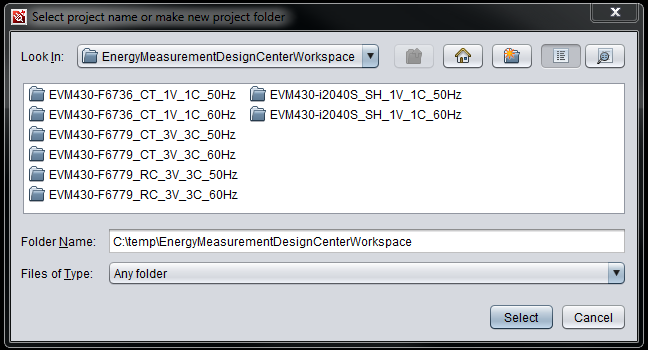 Select project name or make new project folder
Look In: EnergyMeasurementDesignCenterWorkspace
EVM430-F6736_CT_1V_1C_50Hz EVM430-i2040S_SH_1V_1C_50Hz
EVM430-F6736_CT_1V_1C_60Hz EVM430-i2040S_SH_1V_1C_60Hz
EVM430-F6779_CT_3V_3C_50Hz
EVM430-F6779_CT_3V_3C_60Hz
EVM430-F6779_RC_3V_3C_50Hz
EVM430-F6779_RC_3V_3C_60Hz
Folder Name: C:\temp\EnergyMeasurementDesignCenterWorkspace
Files of Type: Any folder
Select Cancel